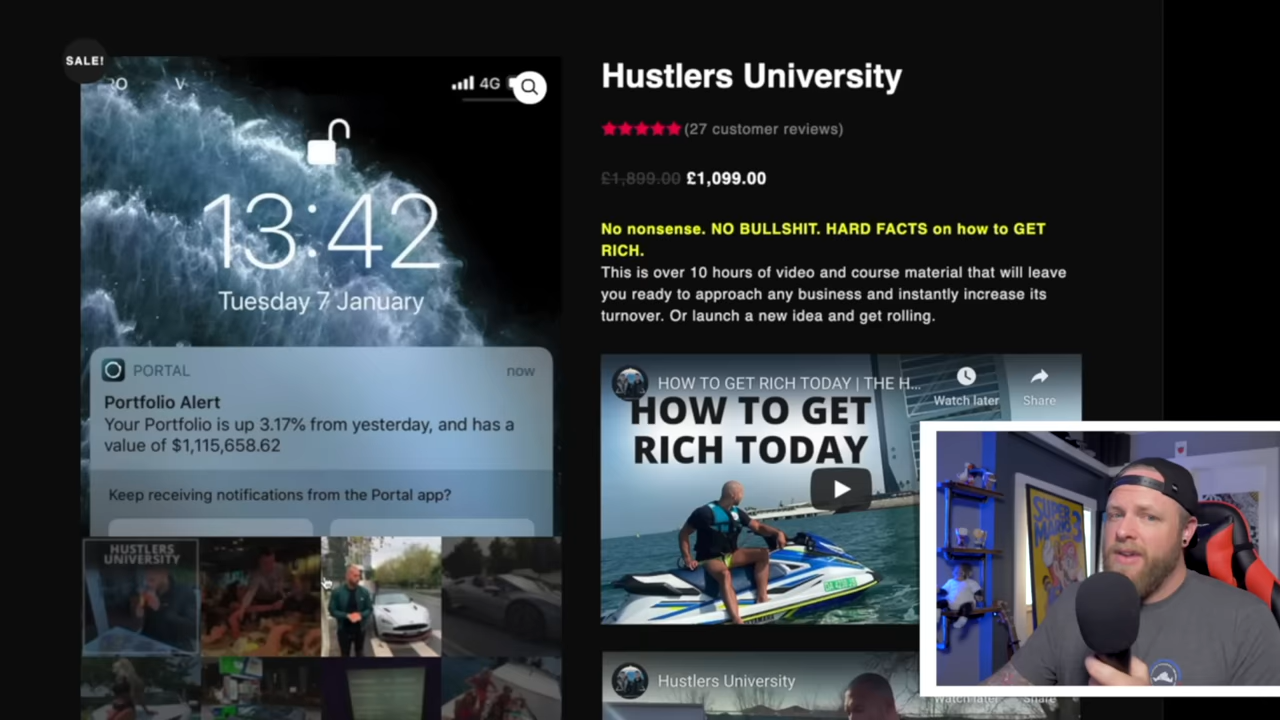 SALE!
4G
13:42
Tuesday 7 January
PORTAL
now
Portfolio Alert
Your Portfolio is up 3.17% from yesterday, and has a
value of $1,115,658.62
Keep receiving notifications from the Portal app?
HUSTLERS
UNIVERSITY
Hustlers University
(27 customer reviews)
£1,899.00 £1,099.00
No nonsense. NO BULLSHIT. HARD FACTS on how to GET
RICH.
This is over 10 hours of video and course material that will leave
you ready to approach any business and instantly increase its
turnover. Or launch a new idea and get rolling.
HOW TO GET RICH TODAY | THE H...
Watch later
Share
HOW TO GET
RICH TODAY
Hustlers University
Watch later
Share
SUPER
MARIO
3